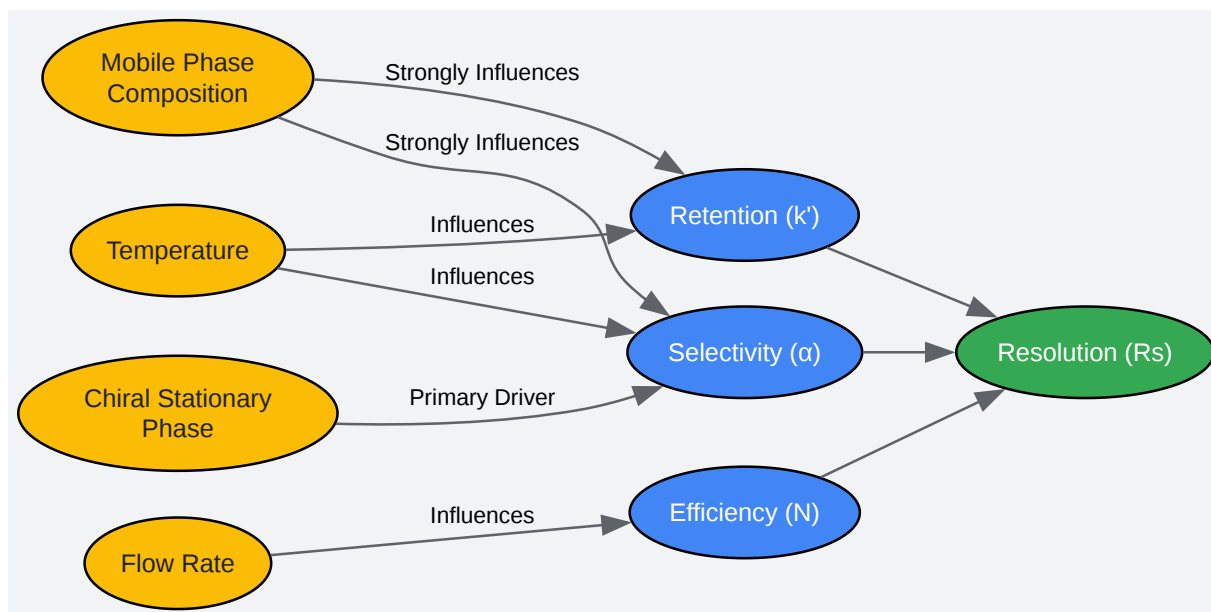 Mobile Phase
Composition
Strongly Influences
Strongly Influences
Retention (k')
Temperature
Influences
Influences
Selectivity (α)
Resolution (Rs)
Chiral Stationary
Phase
Primary Driver
Efficiency (N)
Influences
Flow Rate